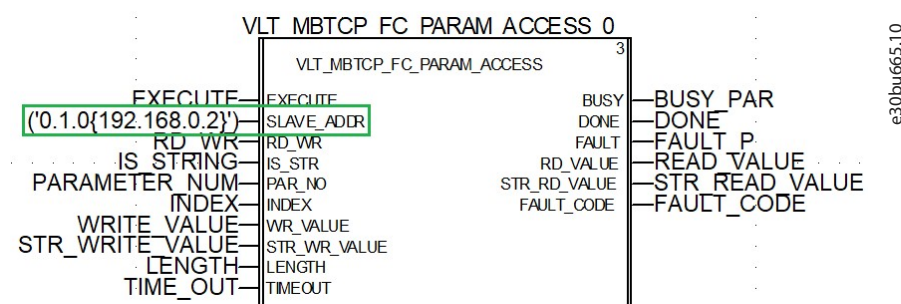 VLT_MBTCP_FC_PARAM_ACCESS_0
3
VLT_MBTCP_FC_PARAM_ACCESS
EXECUTE EXECUTE BUSY BUSY_PAR
('0.1.0{192.168.0.2}') SLAVE_ADDR DONE DONE
RD_WR RD_WR FAULT FAULT_P
IS_STRING IS_STR RD_VALUE READ_VALUE
PARAMETER_NUM PAR_NO STR_RD_VALUE STR_READ_VALUE
INDEX INDEX FAULT_CODE FAULT_CODE
WRITE_VALUE WR_VALUE
STR_WRITE_VALUE STR_WR_VALUE
LENGTH LENGTH
TIME_OUT TIMEOUT
e30bu665.10